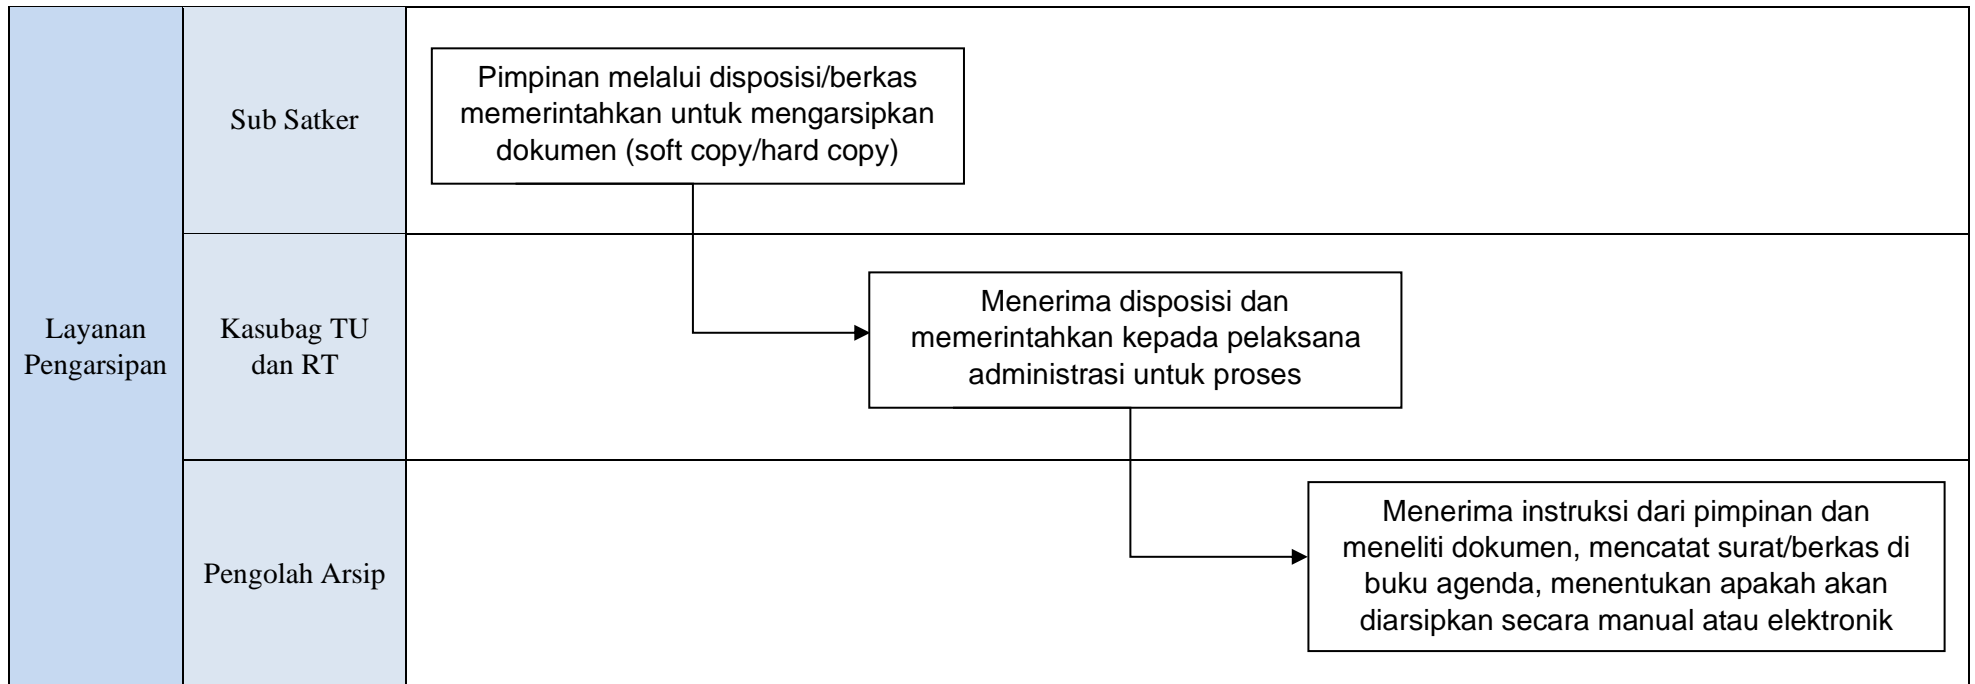 Layanan
Pengarsipan
Sub Satker
Pimpinan melalui disposisi/berkas
memerintahkan untuk mengarsipkan
dokumen (soft copy/hard copy)
Kasubag TU
dan RT
Menerima disposisi dan
memerintahkan kepada pelaksana
administrasi untuk proses
Pengolah Arsip
Menerima instruksi dari pimpinan dan
meneliti dokumen, mencatat surat/berkas di
buku agenda, menentukan apakah akan
diarsipkan secara manual atau elektronik